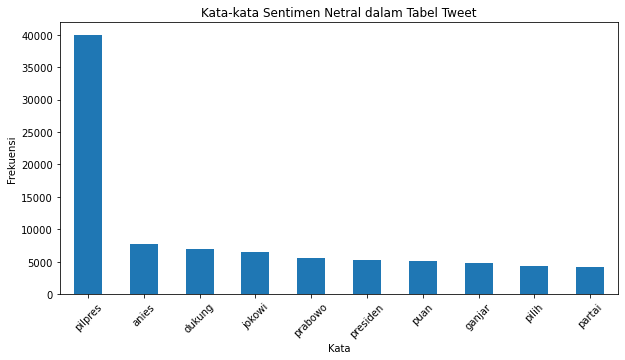 Kata-kata Sentimen Netral dalam Tabel Tweet
Frekuensi
40000
35000
30000
25000
20000
15000
10000
5000
0
pilpres
anies
dukung
jokowi
prabowo
presiden
puan
ganjar
pilih
partai
Kata